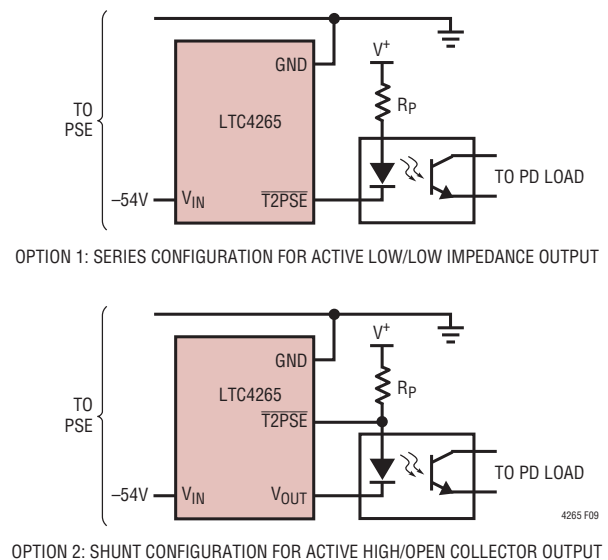 GND
V+
TO
PSE
LTC4265
RP
TO PD LOAD
–54V
VIN
T2PSE
OPTION 1: SERIES CONFIGURATION FOR ACTIVE LOW/LOW IMPEDANCE OUTPUT
V+
GND
RP
TO
PSE
LTC4265
T2PSE
TO PD LOAD
–54V
VIN
VOUT
4265 F09
OPTION 2: SHUNT CONFIGURATION FOR ACTIVE HIGH/OPEN COLLECTOR OUTPUT